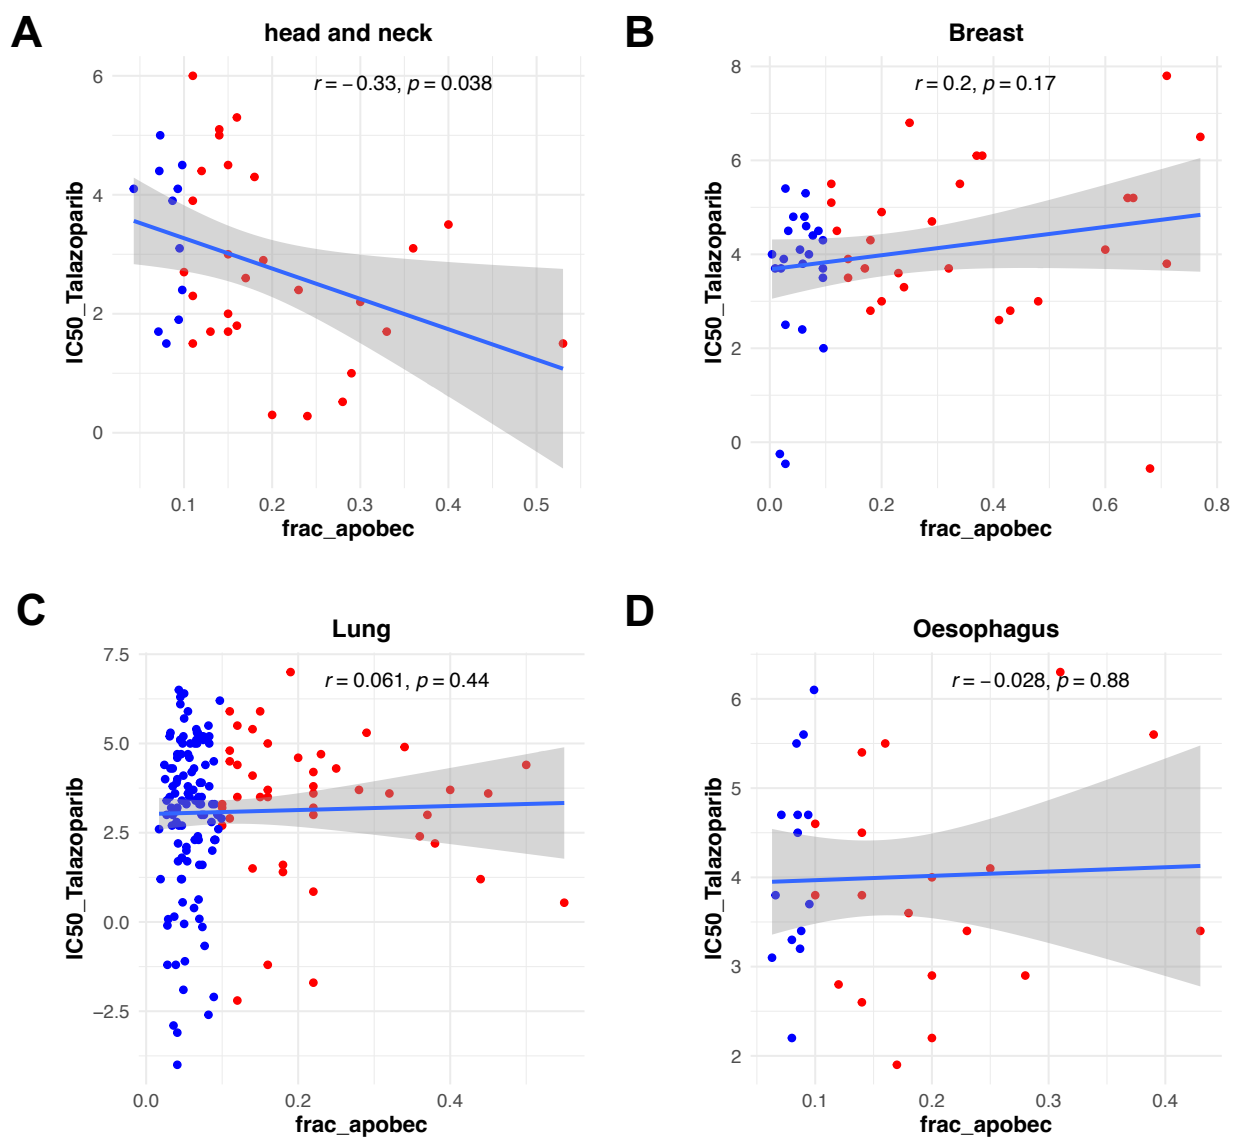 A
head and neck
r = −0.33, p = 0.038
IC50_Talazoparib
6
4
2
0
0.1 0.2 0.3 0.4 0.5
frac_apobec
B
Breast
r = 0.2, p = 0.17
IC50_Talazoparib
8
6
4
2
0
0.0 0.2 0.4 0.6 0.8
frac_apobec
C
Lung
r = 0.061, p = 0.44
IC50_Talazoparib
7.5
5.0
2.5
0.0
−2.5
0.0 0.2 0.4
frac_apobec
D
Oesophagus
r = −0.028, p = 0.88
IC50_Talazoparib
6
5
4
3
2
0.1 0.2 0.3 0.4
frac_apobec